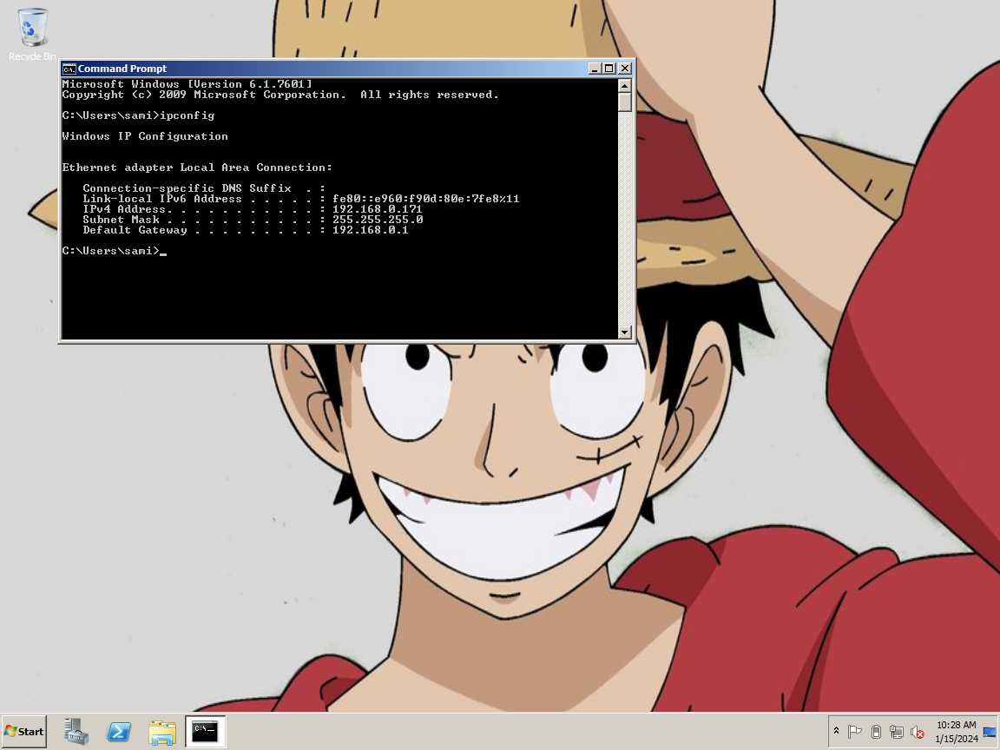 Recycle Bin
Command Prompt
Microsoft Windows [Version 6.1.7601]
Copyright (c) 2009 Microsoft Corporation.  All rights reserved.
C:\Users\sami>ipconfig
Windows IP Configuration
Ethernet adapter Local Area Connection:
   Connection-specific DNS Suffix  . :
   Link-local IPv6 Address . . . . . : fe80::e960:f90d:80e:7fe8%11
   IPv4 Address. . . . . . . . . . . : 192.168.0.171
   Subnet Mask . . . . . . . . . . . : 255.255.255.0
   Default Gateway . . . . . . . . . : 192.168.0.1
C:\Users\sami>_
Start
10:28 AM
1/15/2024